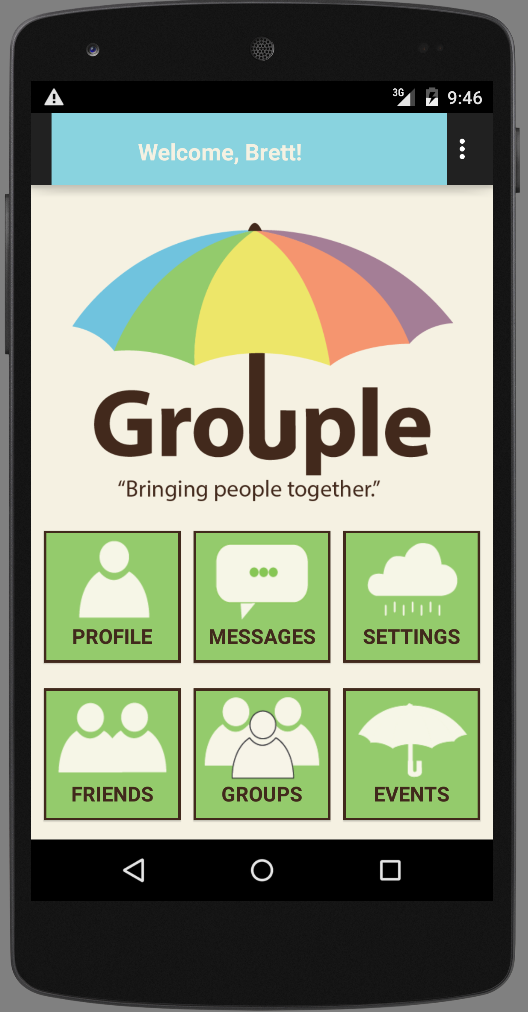 3G 9:46
Welcome, Brett!
Grouple
“Bringing people together.”
PROFILE MESSAGES SETTINGS
FRIENDS GROUPS EVENTS